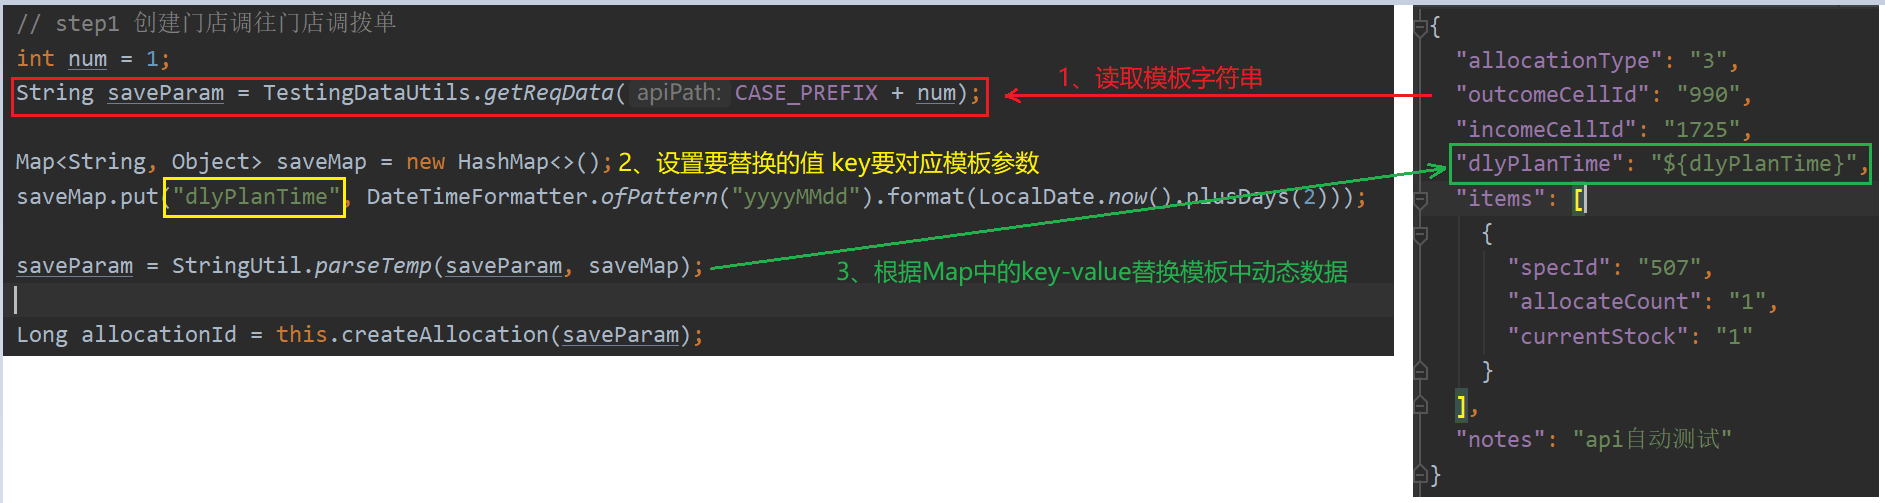 // step1 创建门店调往门店调拨单
int num = 1;
String saveParam = TestingDataUtils.getReqData( apiPath: CASE_PREFIX + num);
1、读取模板字符串
Map<String, Object> saveMap = new HashMap<>();
2、设置要替换的值 key要对应模板参数
saveMap.put("dlyPlanTime", DateTimeFormatter.ofPattern("yyyyMMdd").format(LocalDate.now().plusDays(2)));
saveParam = StringUtil.parseTemp(saveParam, saveMap);
3、根据Map中的key-value替换模板中动态数据
Long allocationId = this.createAllocation(saveParam);
{
"allocationType": "3",
"outcomeCellId": "990",
"incomeCellId": "1725",
"dlyPlanTime": "${dlyPlanTime}",
"items": [
{
"specId": "507",
"allocateCount": "1",
"currentStock": "1"
}
],
"notes": "api自动测试"
}